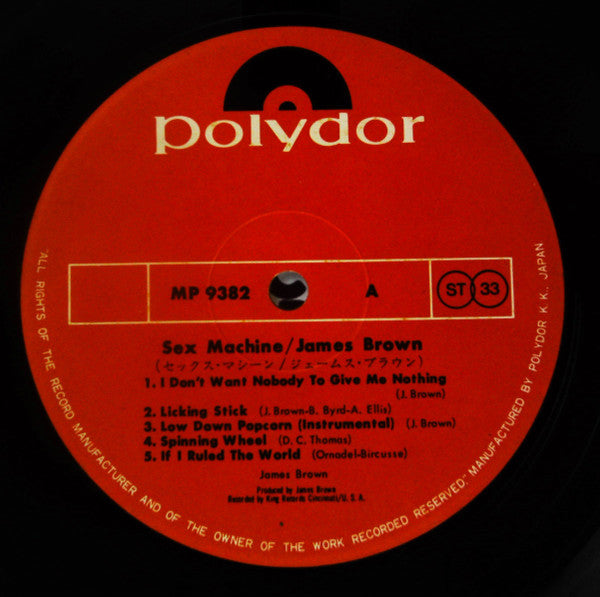 polydor
MP 9382 A ST 33
Sex Machine/James Brown
(セックス・マシーン/ジェームス・ブラウン)
1. I Don't Want Nobody To Give Me Nothing
(J. Brown)
2. Licking Stick (J. Brown-B. Byrd-A. Ellis)
3. Low Down Popcorn (Instrumental) (J. Brown)
4. Spinning Wheel (D. C. Thomas)
5. If I Ruled The World (Ornadel-Bircusse)
James Brown
Produced by James Brown
Recorded by King Records Cincinnati/U. S. A.
"ALL RIGHTS OF THE RECORD MANUFACTURER AND OF THE OWNER OF THE WORK RECORDED RESERVED" MANUFACTURED BY POLYDOR K. K., JAPAN